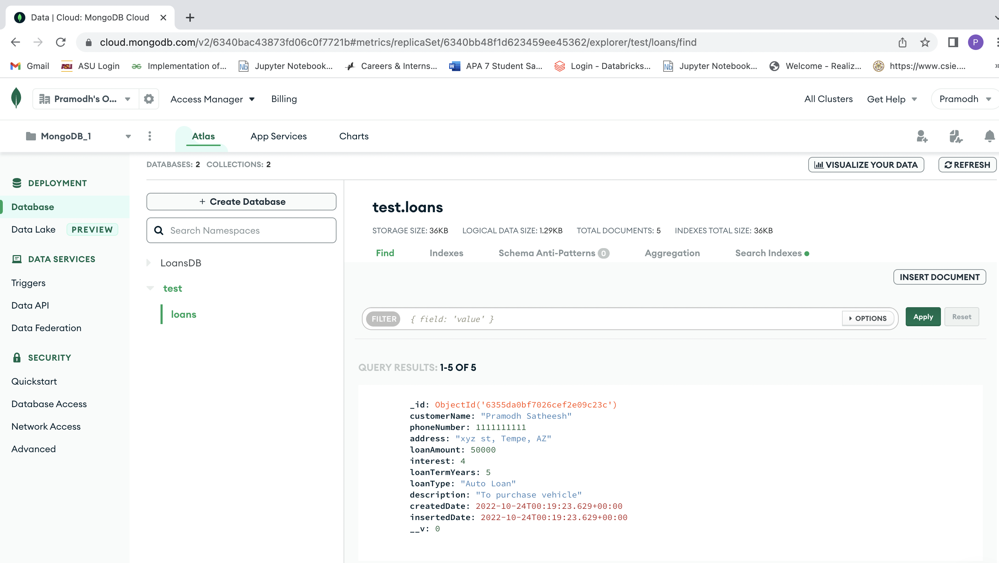 Data | Cloud: MongoDB Cloud
cloud.mongodb.com/v2/6340bac43873fd06c0f7721b#metrics/replicaSet/6340bb48f1d623459ee45362/explorer/test/loans/find
P
Gmail ASU Login Implementation of... Jupyter Notebook... Careers & Interns... APA 7 Student Sa... Login - Databricks... Jupyter Notebook... Welcome - Realiz... https://www.csie....
Pramodh's O... Access Manager Billing All Clusters Get Help Pramodh
MongoDB_1 Atlas App Services Charts
DATABASES: 2 COLLECTIONS: 2 VISUALIZE YOUR DATA REFRESH
DEPLOYMENT
Database
Data Lake PREVIEW
DATA SERVICES
Triggers
Data API
Data Federation
SECURITY
Quickstart
Database Access
Network Access
Advanced
+ Create Database
Search Namespaces
LoansDB
test
loans
test.loans
STORAGE SIZE: 36KB LOGICAL DATA SIZE: 1.29KB TOTAL DOCUMENTS: 5 INDEXES TOTAL SIZE: 36KB
Find Indexes Schema Anti-Patterns 0 Aggregation Search Indexes
INSERT DOCUMENT
FILTER { field: 'value' } OPTIONS Apply Reset
QUERY RESULTS: 1-5 OF 5
_id: ObjectId('6355da0bf7026cef2e09c23c')
customerName: "Pramodh Satheesh"
phoneNumber: 1111111111
address: "xyz st, Tempe, AZ"
loanAmount: 50000
interest: 4
loanTermYears: 5
loanType: "Auto Loan"
description: "To purchase vehicle"
createdDate: 2022-10-24T00:19:23.629+00:00
insertedDate: 2022-10-24T00:19:23.629+00:00
__v: 0